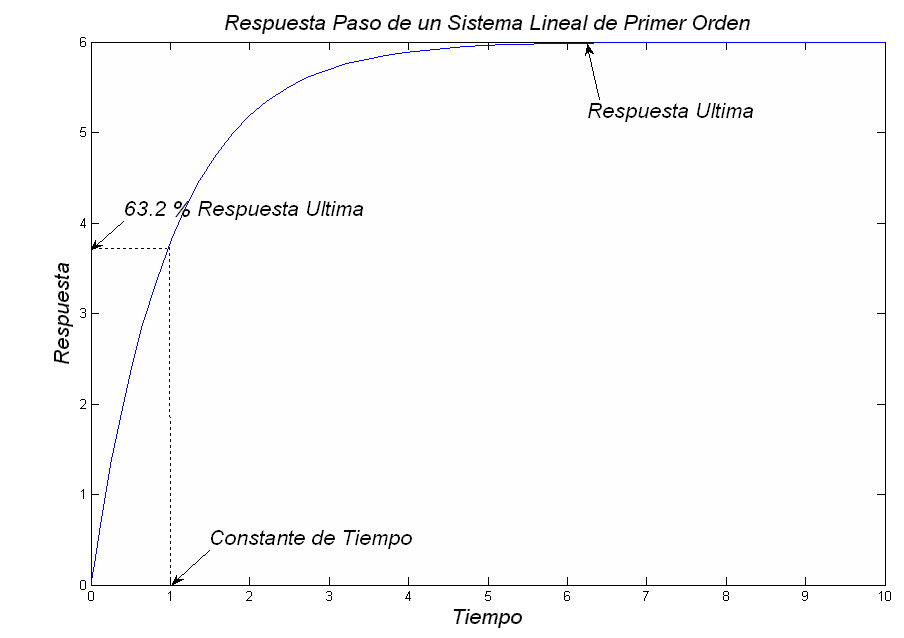 Respuesta Paso de un Sistema Lineal de Primer Orden
6
Respuesta Ultima
5
63.2 % Respuesta Ultima
4
Respuesta
3
2
1
Constante de Tiempo
0
0 1 2 3 4 5 6 7 8 9 10
Tiempo